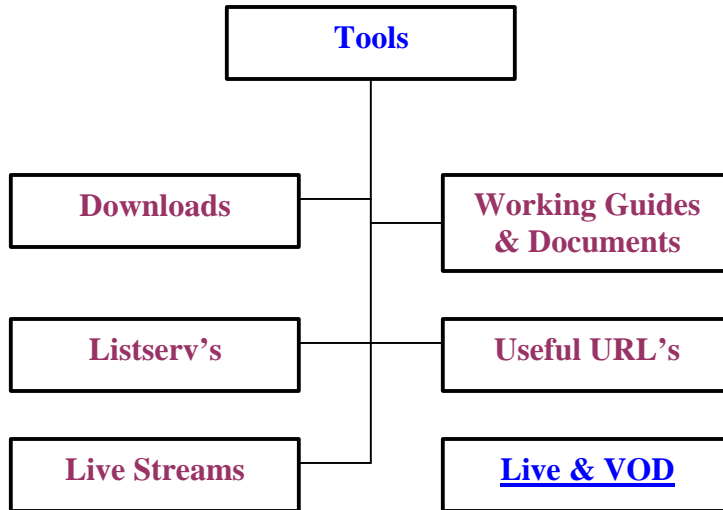 Tools
Downloads
Working Guides
& Documents
Listserv’s
Useful URL’s
Live Streams
Live & VOD